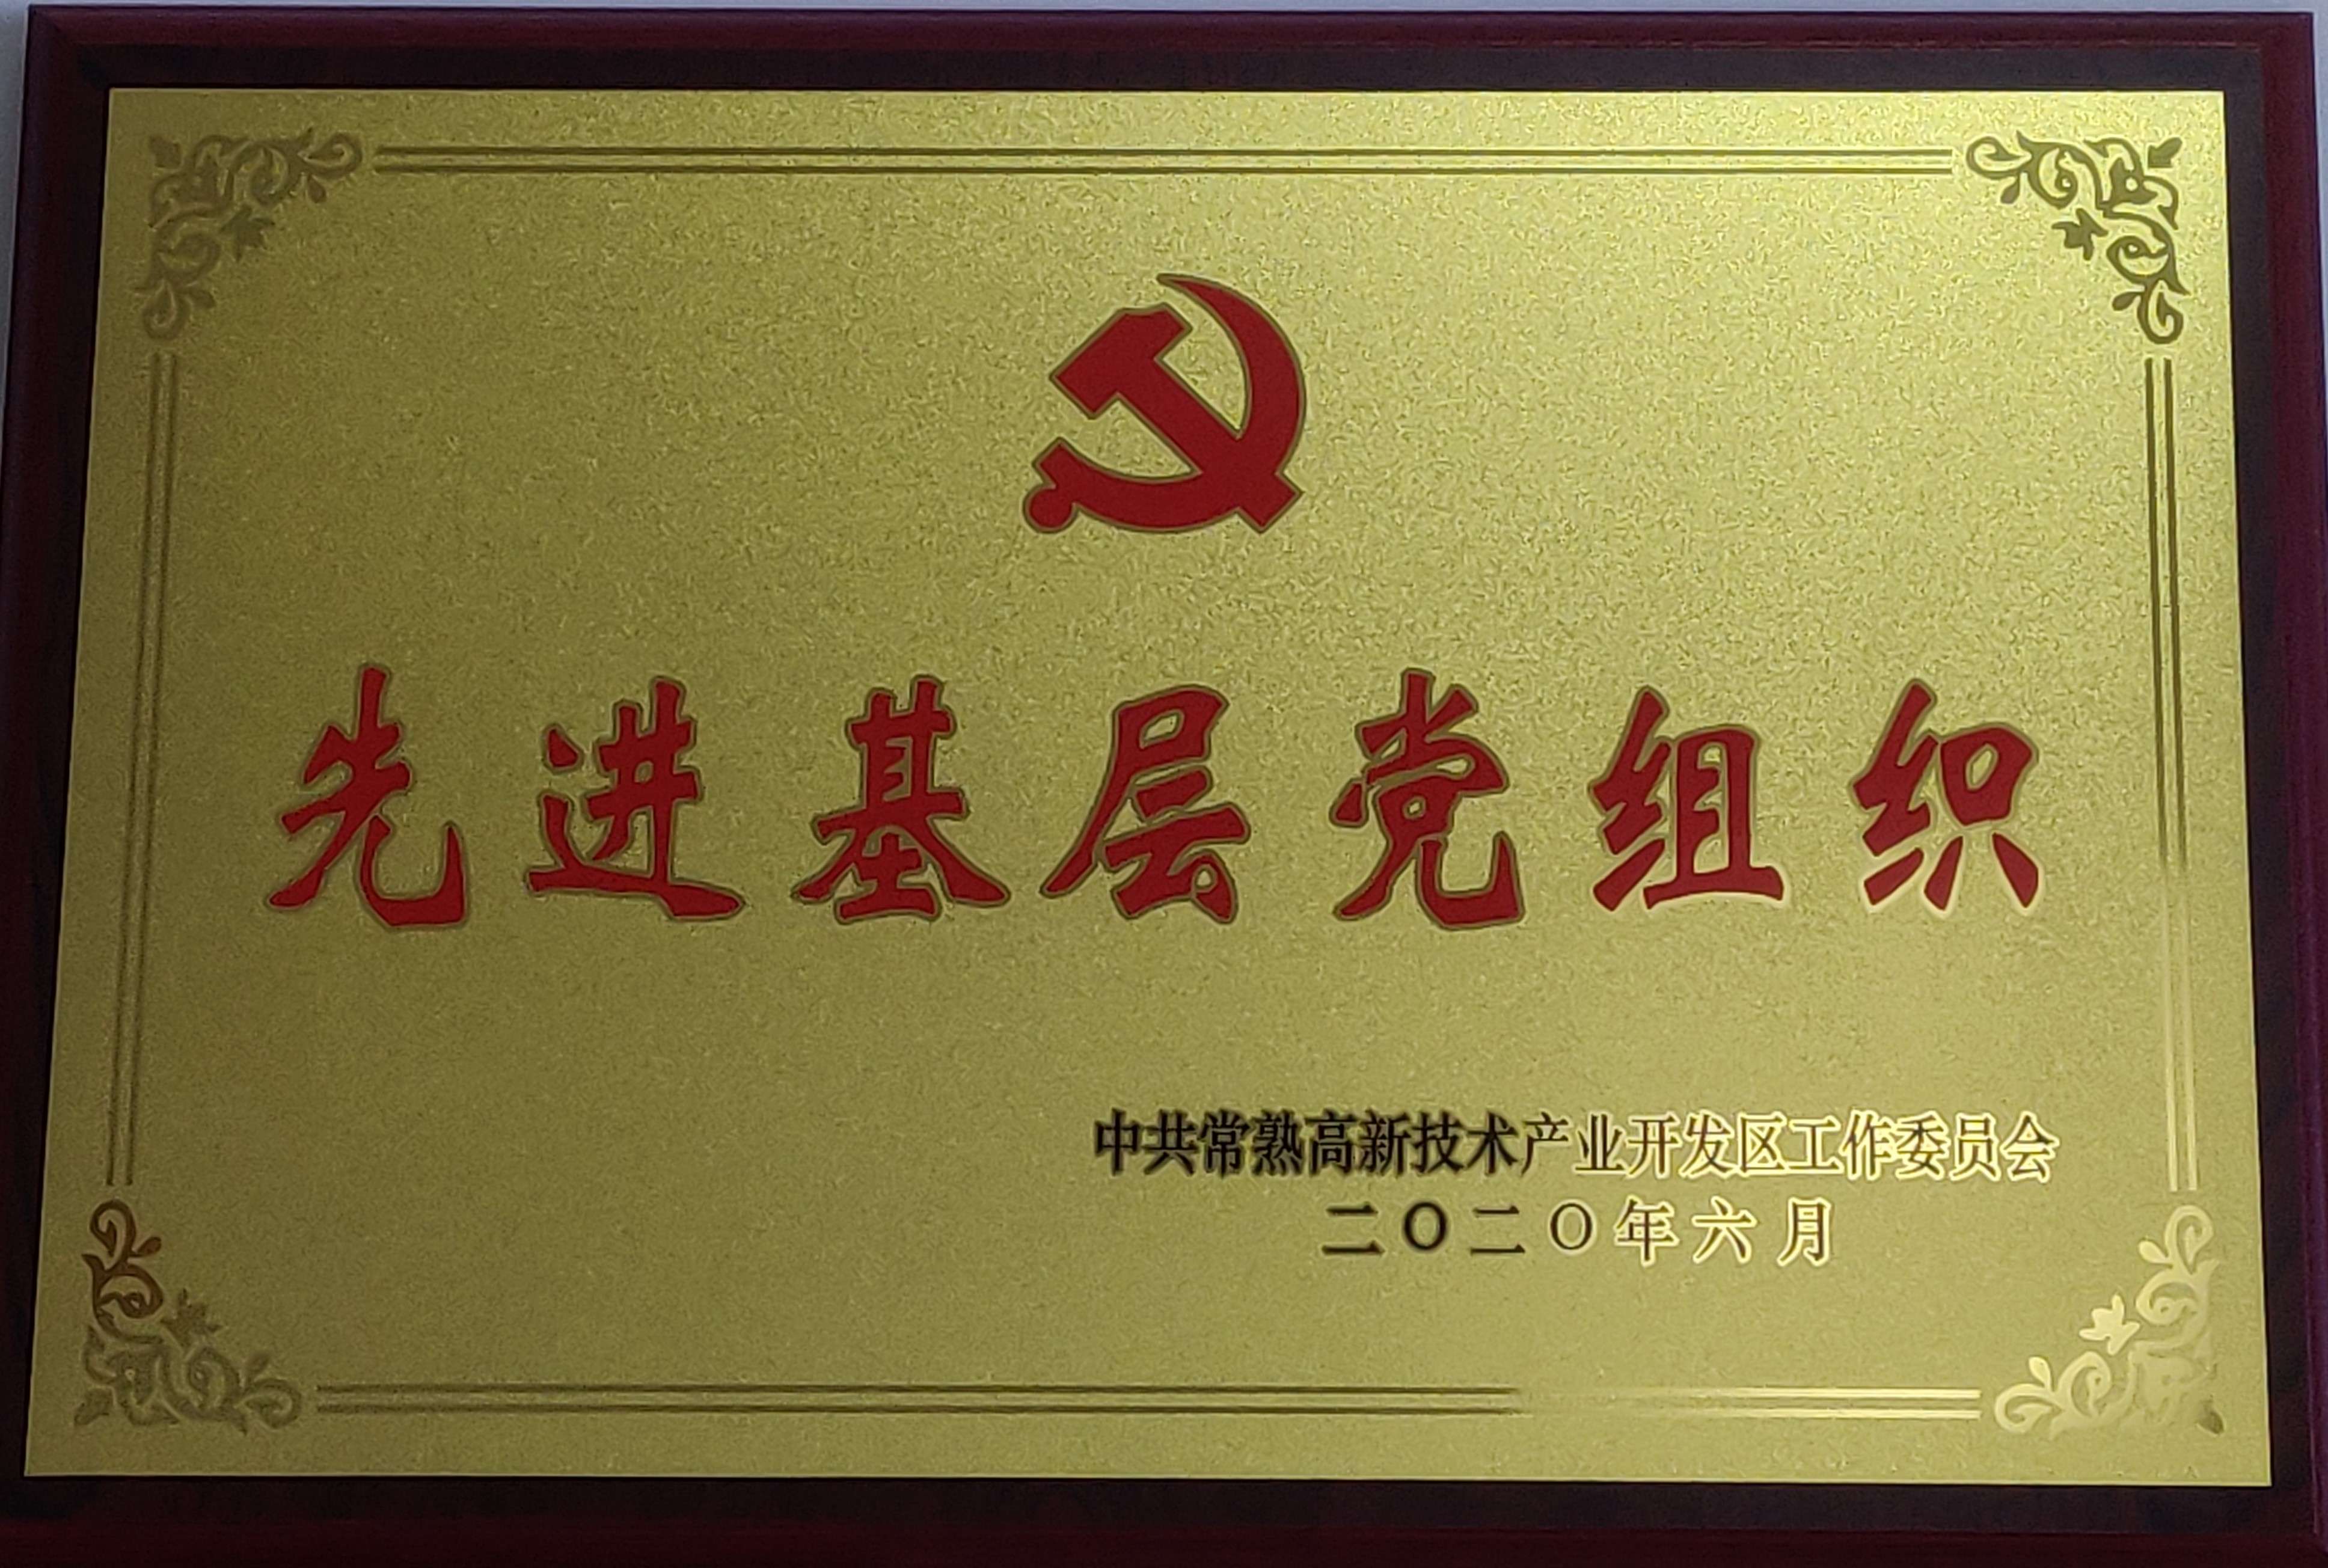 先进基层党组织
中共常熟高新技术产业开发区工作委员会
二〇二〇年六月